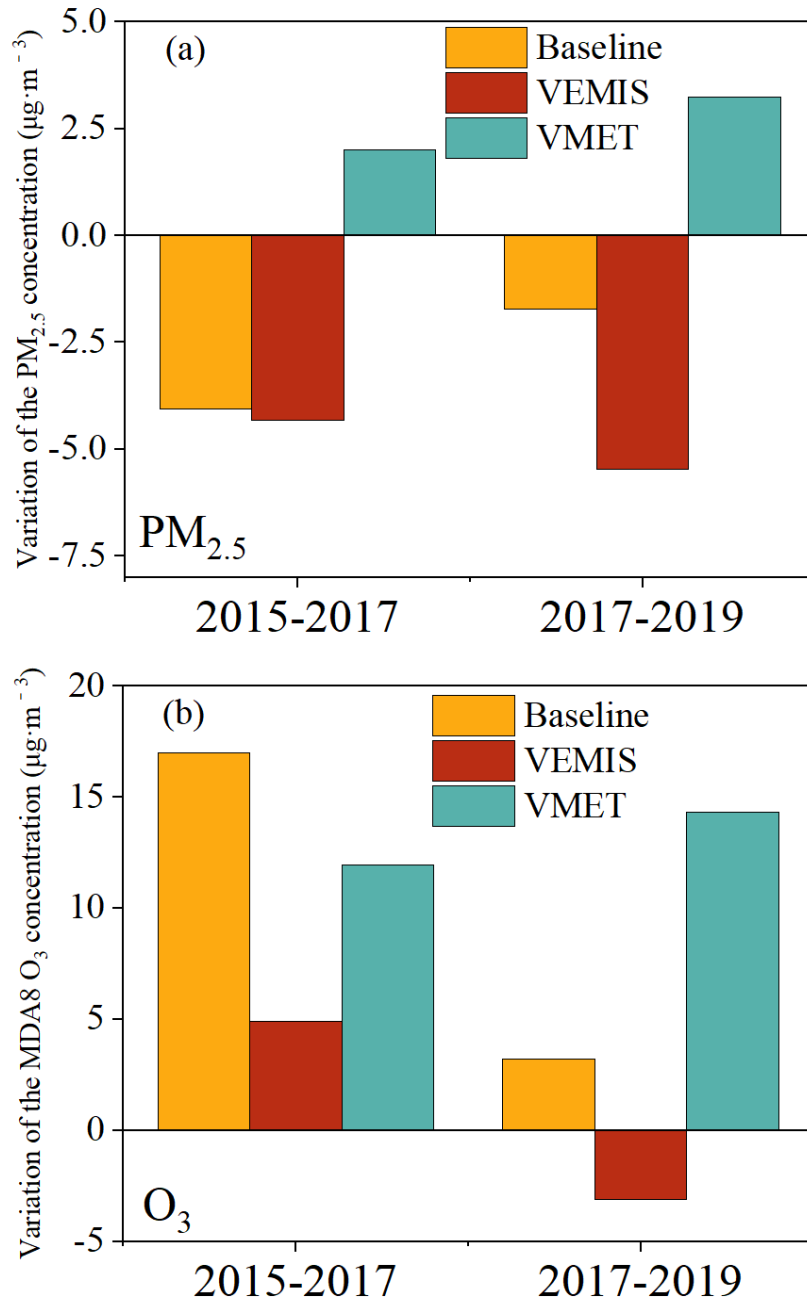 (a)
Baseline
VEMIS
VMET
Variation of the PM₂.₅ concentration (μg·m⁻³)
5.0
2.5
0.0
-2.5
-5.0
-7.5
PM₂.₅
2015-2017 2017-2019
(b)
Baseline
VEMIS
VMET
Variation of the MDA8 O₃ concentration (μg·m⁻³)
20
15
10
5
0
-5
O₃
2015-2017 2017-2019